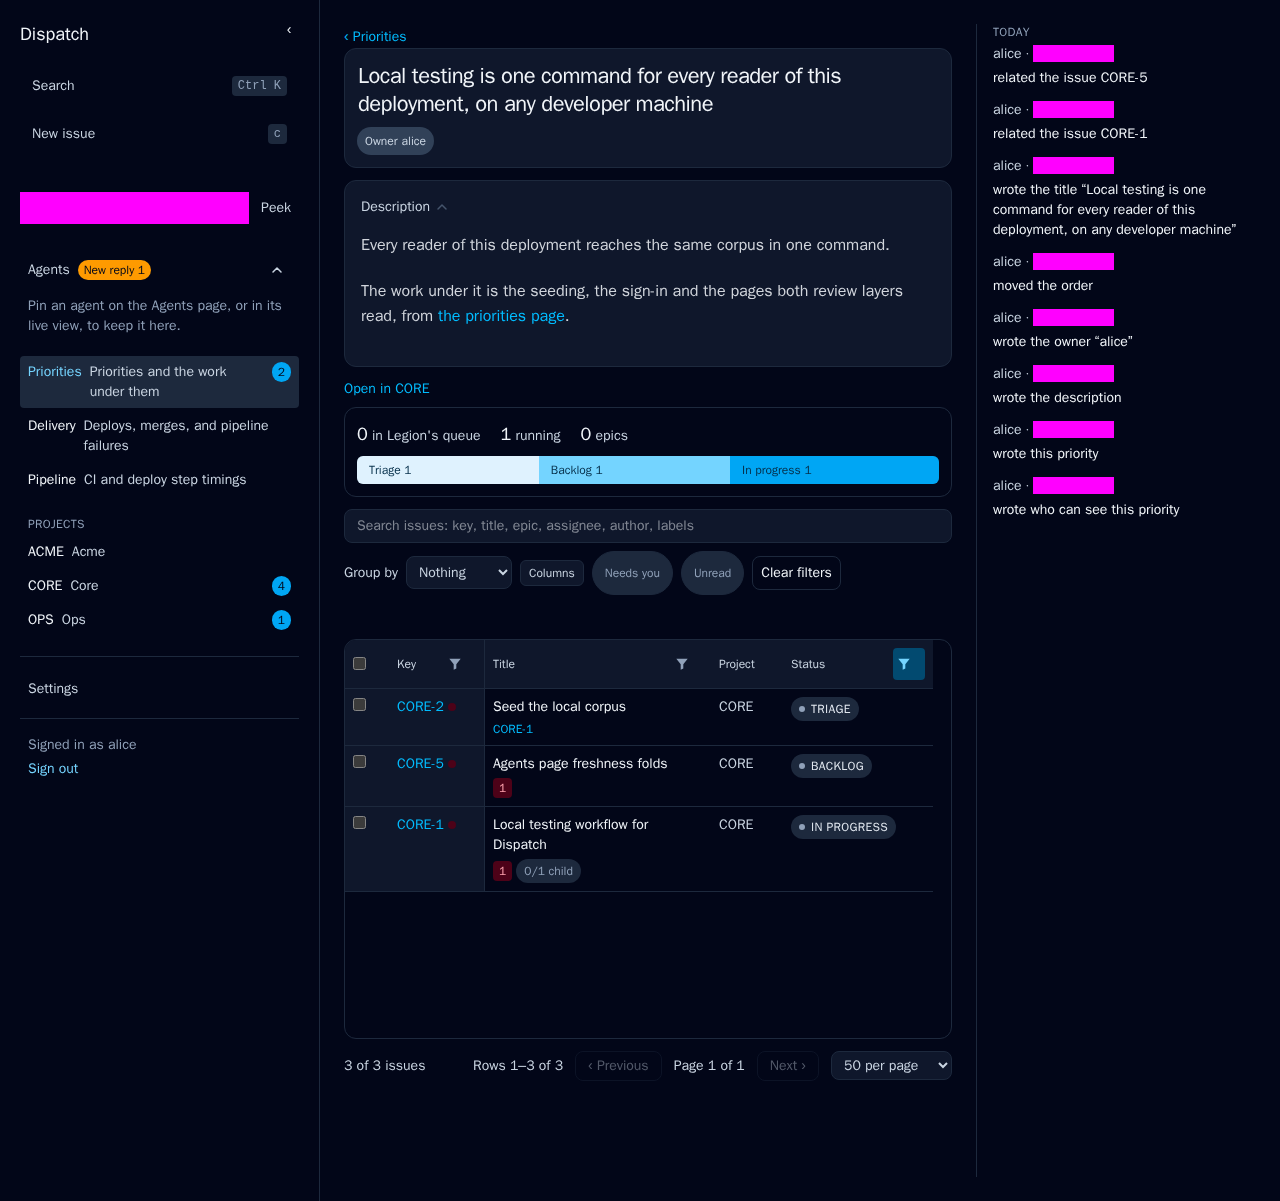 Dispatch
‹
Search
Ctrl K
New issue
C
Peek
Agents
New reply 1
Pin an agent on the Agents page, or in its
live view, to keep it here.
Priorities
Priorities and the work
under them
2
Delivery
Deploys, merges, and pipeline
failures
Pipeline
CI and deploy step timings
PROJECTS
ACME
Acme
CORE
Core
4
OPS
Ops
1
Settings
Signed in as alice
Sign out
‹ Priorities
Local testing is one command for every reader of this
deployment, on any developer machine
Owner alice
Description
Every reader of this deployment reaches the same corpus in one command.
The work under it is the seeding, the sign-in and the pages both review layers
read, from the priorities page.
Open in CORE
0 in Legion's queue
1 running
0 epics
Triage 1
Backlog 1
In progress 1
Search issues: key, title, epic, assignee, author, labels
Group by
Nothing
Columns
Needs you
Unread
Clear filters
Key
Title
Project
Status
CORE-2
Seed the local corpus
CORE-1
CORE
TRIAGE
CORE-5
Agents page freshness folds
1
CORE
BACKLOG
CORE-1
Local testing workflow for
Dispatch
1
0/1 child
CORE
IN PROGRESS
3 of 3 issues
Rows 1–3 of 3
‹ Previous
Page 1 of 1
Next ›
50 per page
TODAY
alice ·
related the issue CORE-5
alice ·
related the issue CORE-1
alice ·
wrote the title “Local testing is one
command for every reader of this
deployment, on any developer machine”
alice ·
moved the order
alice ·
wrote the owner “alice”
alice ·
wrote the description
alice ·
wrote this priority
alice ·
wrote who can see this priority